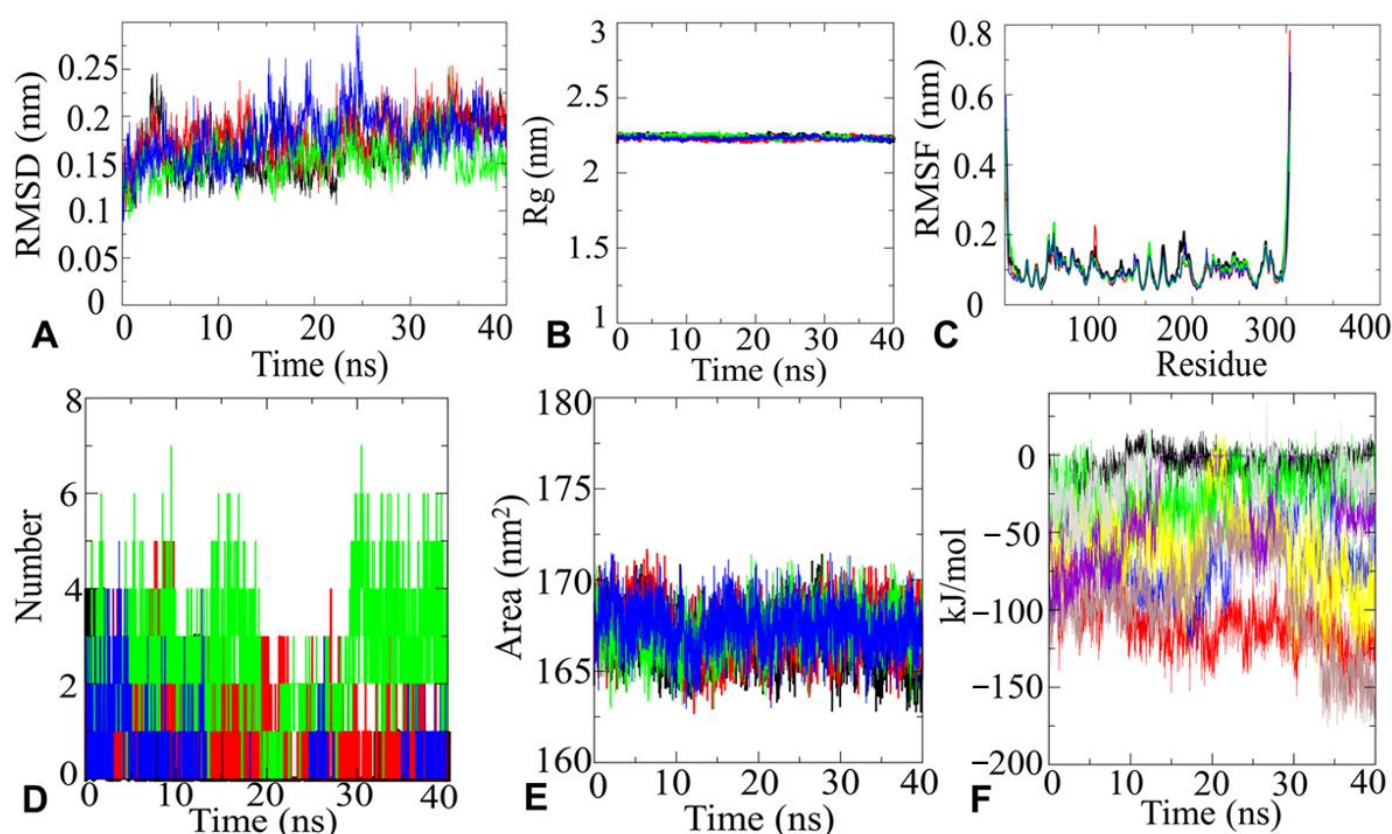 RMSD (nm)
0.25
0.2
0.15
0.1
0.05
0
0 10 20 30 40
A
Time (ns)
Rg (nm)
3
2.5
2
1.5
1
0 10 20 30 40
B
Time (ns)
RMSF (nm)
0.8
0.6
0.4
0.2
0
100 200 300 400
C
Residue
Number
8
6
4
2
0
0 10 20 30 40
D
Time (ns)
Area (nm²)
180
175
170
165
160
0 10 20 30 40
E
Time (ns)
kJ/mol
0
−50
−100
−150
−200
0 10 20 30 40
F
Time (ns)